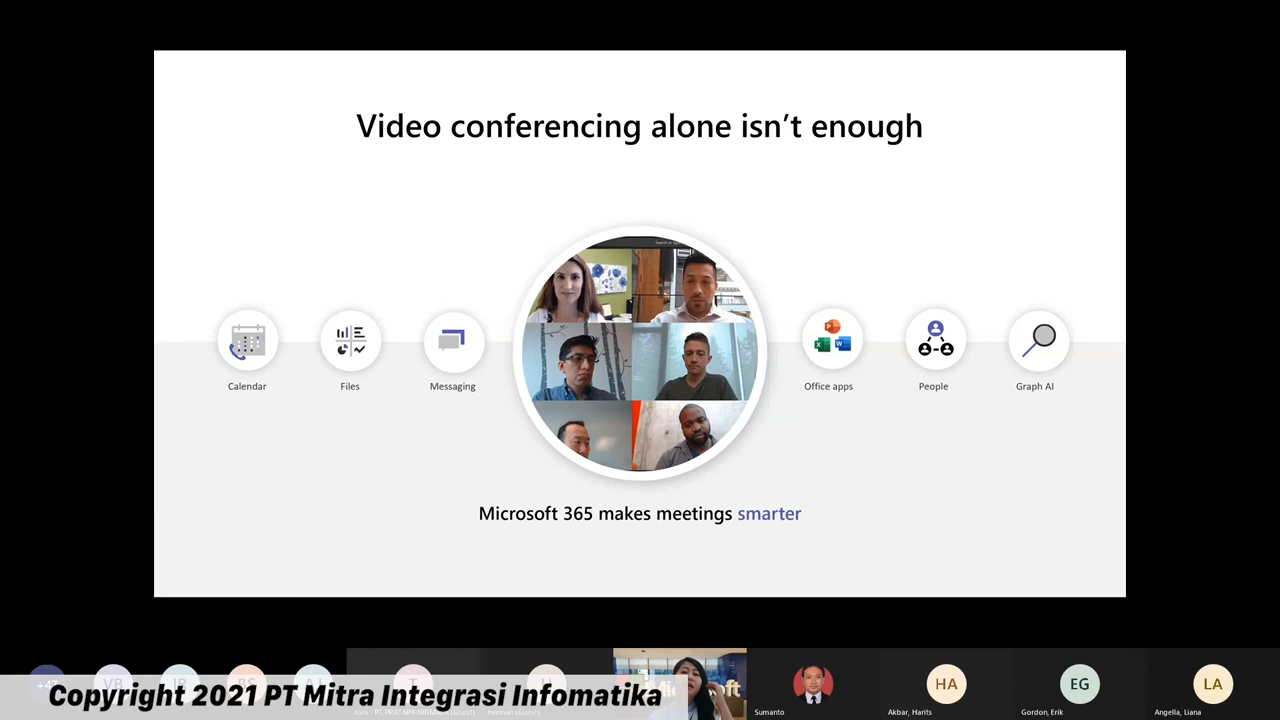 Video conferencing alone isn't enough
Calendar
Files
Messaging
Office apps
People
Graph AI
Microsoft 365 makes meetings smarter
HA
EG
LA
Sumanto
Akbar, Harits
Gordon, Erik
Angella, Liana
Copyright 2021 PT Mitra Integrasi Infomatika